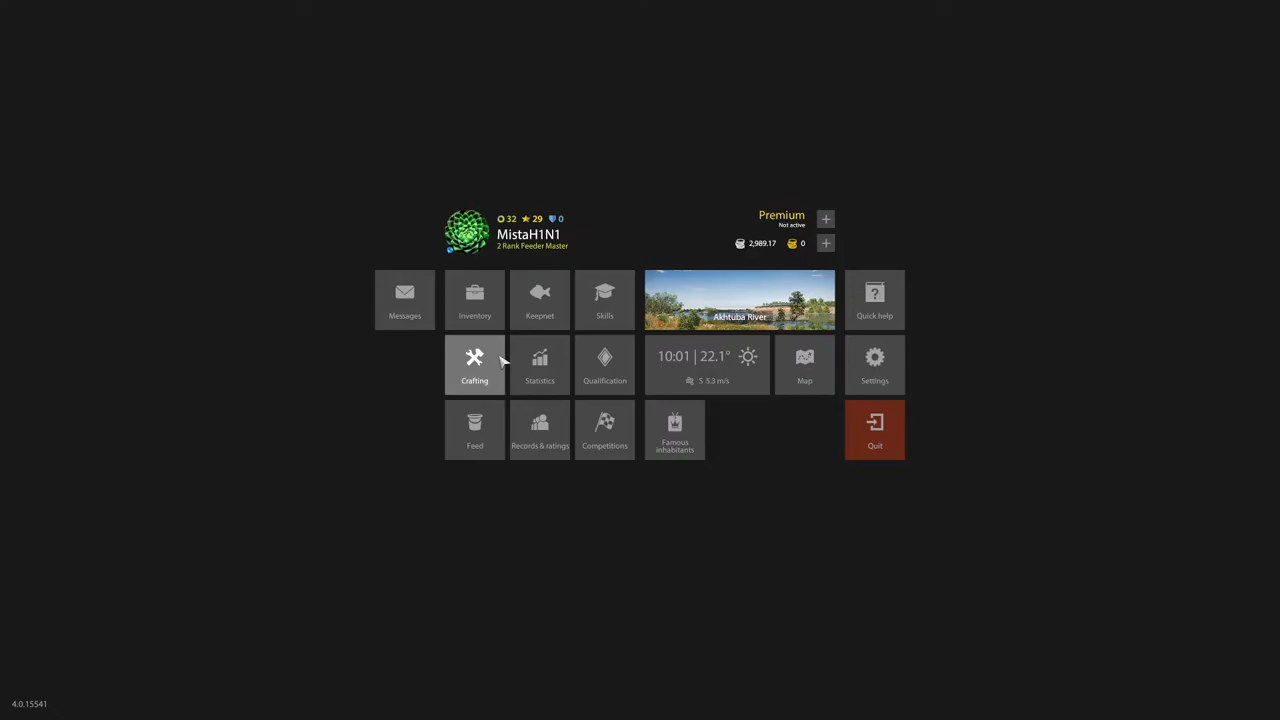 32 29 0
MistaH1N1
2 Rank Feeder Master
Premium
Not active
+
2,989.17 0
+
Messages
Inventory
Keepnet
Skills
Akhtuba River
Quick help
Crafting
Statistics
Qualification
10:01 | 22.1°
S 5.3 m/s
Map
Settings
Feed
Records & ratings
Competitions
Famous
inhabitants
Quit
4.0.15541